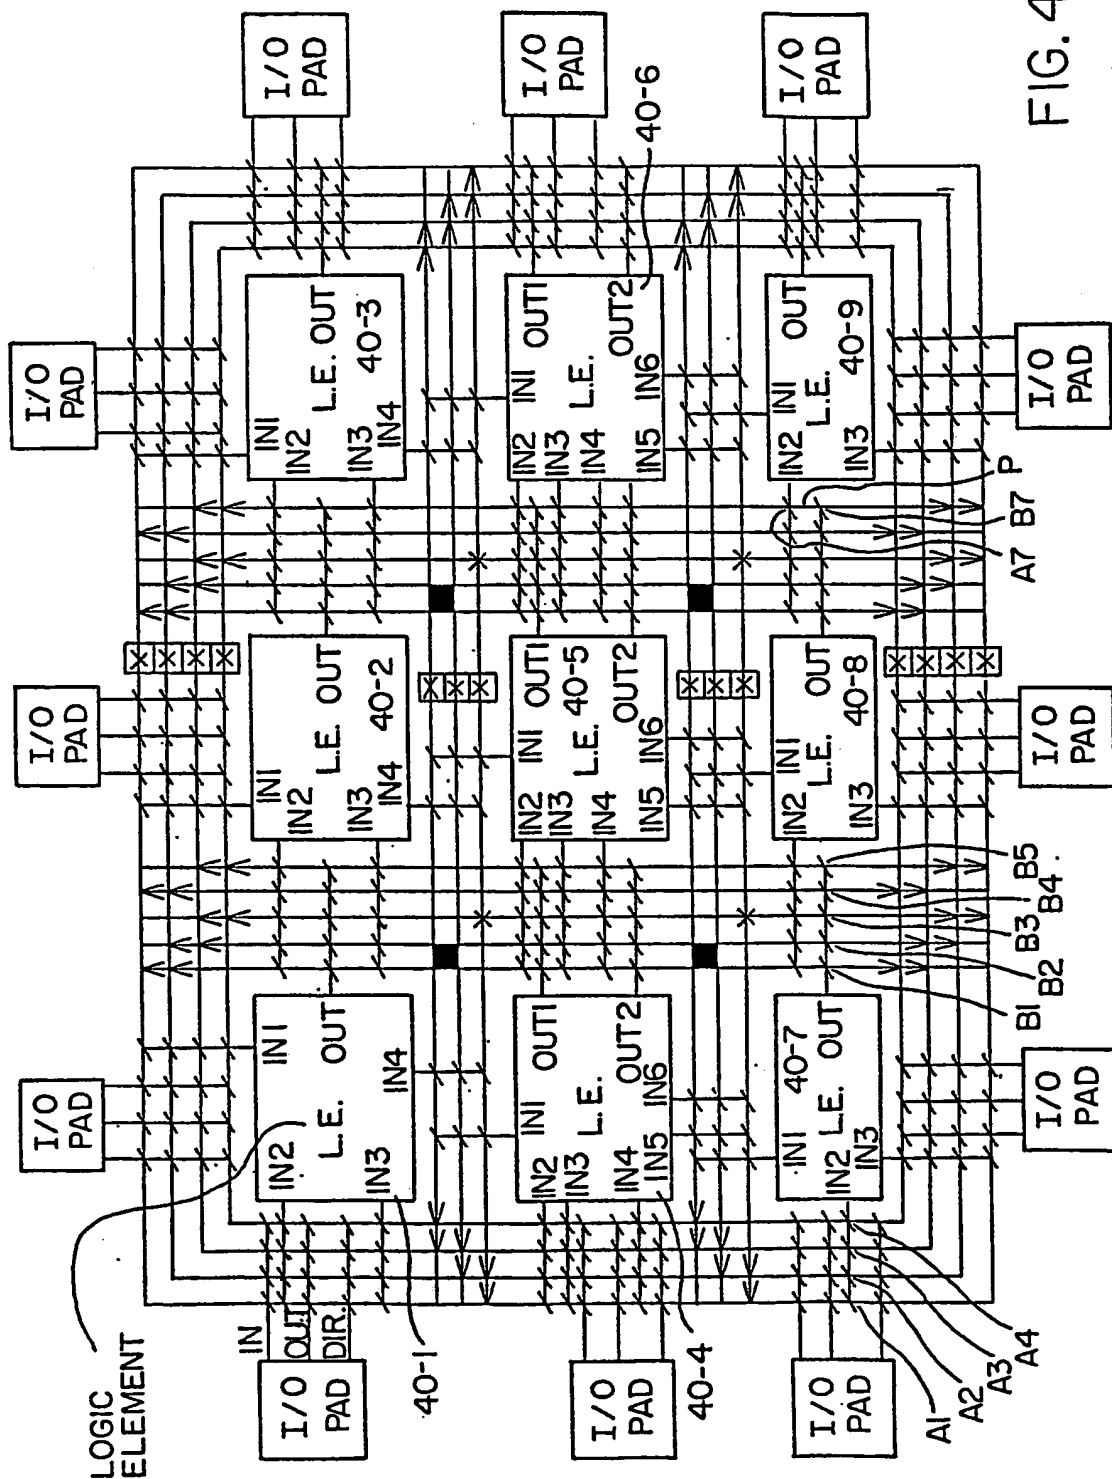 LOGIC
ELEMENT
I/O
PAD
I/O
PAD
I/O
PAD
I/O
PAD
IN
OUT
DIR.
40-1
IN1
IN2
L.E.
OUT
IN3
IN4
IN1
IN2
L.E. OUT
IN3
40-2
IN4
IN1
IN2
L.E. OUT
IN3
40-3
IN4
I/O
PAD
I/O
PAD
40-4
IN1
OUT1
IN2
IN3
L.E.
IN4
OUT2
IN5
IN6
IN1
OUT1
IN2
IN3
L.E.
40-5
IN4
OUT2
IN5
IN6
IN1
OUT1
IN2
IN3
L.E.
IN4
OUT2
IN5
IN6
40-6
I/O
PAD
I/O
PAD
IN1
40-7
IN2
L.E.
OUT
IN3
IN1
IN2
OUT
L.E.
IN3
40-8
IN1
IN2
OUT
L.E.
IN3
40-9
I/O
PAD
A1
A2
A3
A4
B1
B2
B3
B4
B5
A7
B7
P
I/O
PAD
I/O
PAD
I/O
PAD
FIG. 4